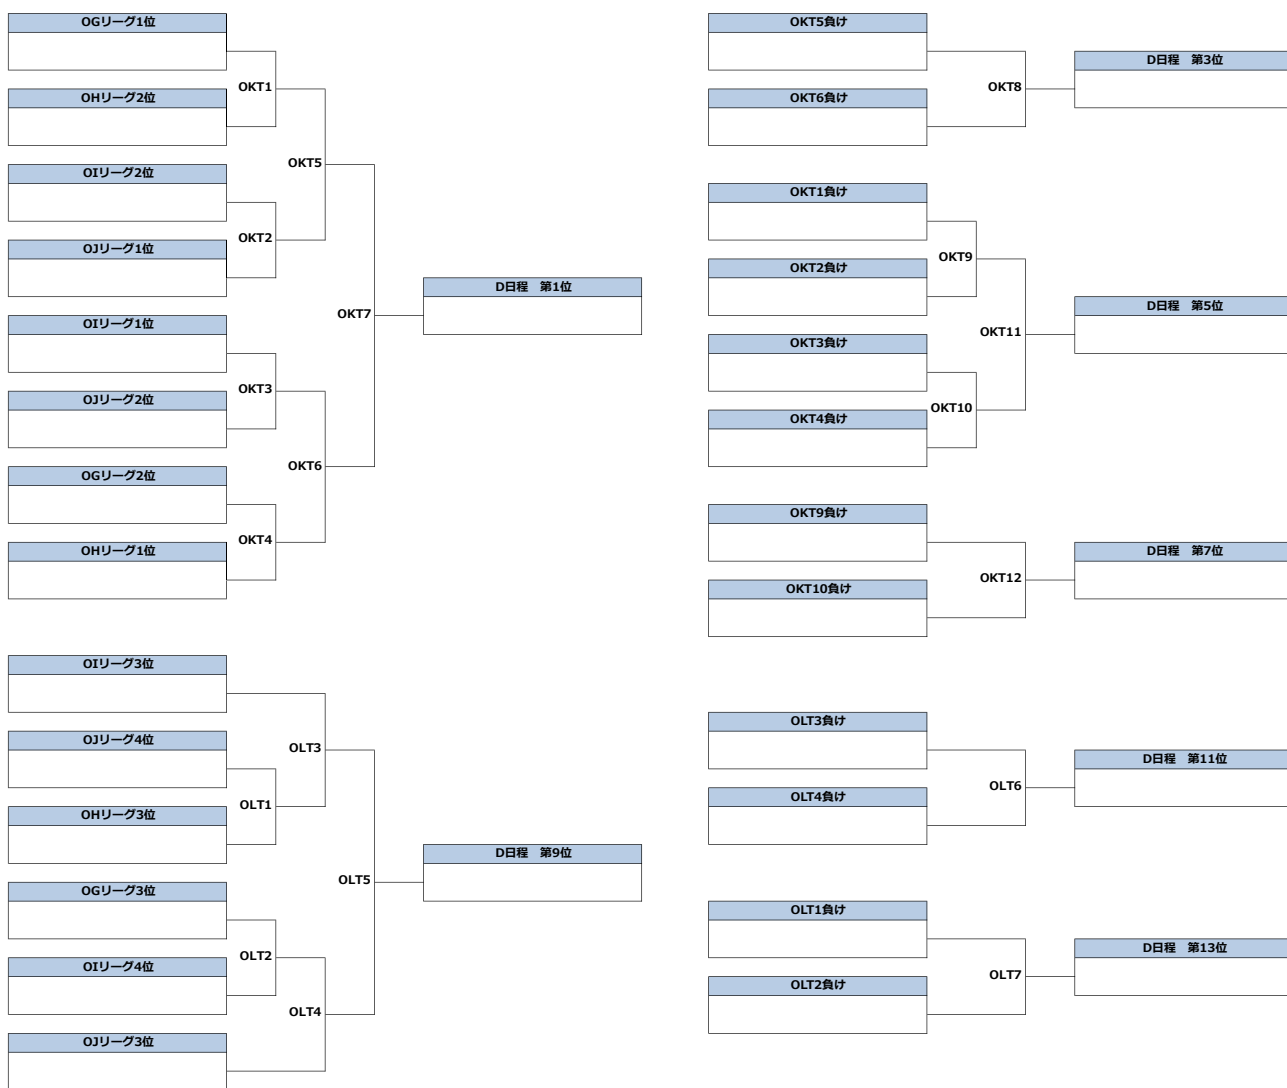 OGリーグ1位
OKT1
OHリーグ2位
OKT5
OIリーグ2位
OKT2
OJリーグ1位
OKT7
D日程　第1位
OIリーグ1位
OKT3
OJリーグ2位
OKT6
OGリーグ2位
OKT4
OHリーグ1位
OIリーグ3位
OLT3
OJリーグ4位
OLT1
OHリーグ3位
OLT5
D日程　第9位
OGリーグ3位
OLT2
OIリーグ4位
OLT4
OJリーグ3位
OKT5負け
OKT8
D日程　第3位
OKT6負け
OKT1負け
OKT9
OKT2負け
OKT11
D日程　第5位
OKT3負け
OKT10
OKT4負け
OKT9負け
OKT12
D日程　第7位
OKT10負け
OLT3負け
OLT6
D日程　第11位
OLT4負け
OLT1負け
OLT7
D日程　第13位
OLT2負け